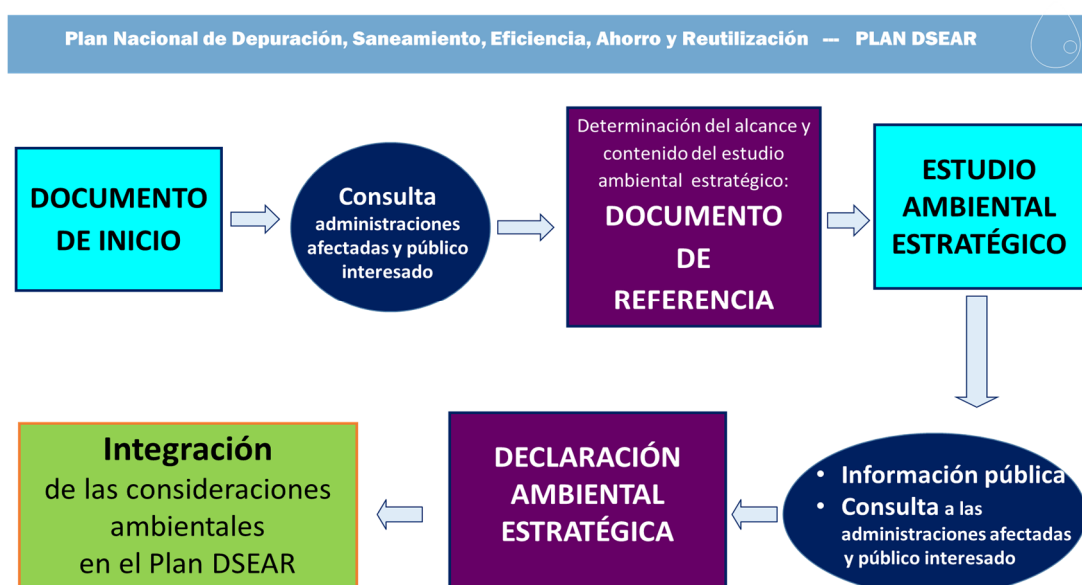 Plan Nacional de Depuración, Saneamiento, Eficiencia, Ahorro y Reutilización --- PLAN DSEAR
DOCUMENTO
DE INICIO
Consulta
administraciones
afectadas y público
interesado
Determinación del alcance y
contenido del estudio
ambiental estratégico:
DOCUMENTO
DE
REFERENCIA
ESTUDIO
AMBIENTAL
ESTRATÉGICO
• Información pública
• Consulta a las
administraciones afectadas
y público interesado
DECLARACIÓN
AMBIENTAL
ESTRATÉGICA
Integración
de las consideraciones
ambientales
en el Plan DSEAR